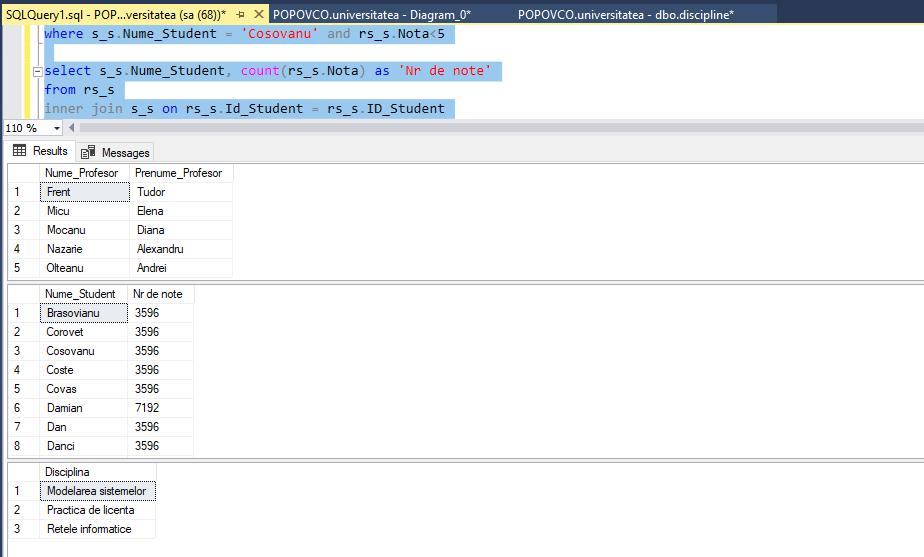 SQLQuery1.sql - POP...versitatea (sa (68))* POPOVCO.universitatea - Diagram_0* POPOVCO.universitatea - dbo.discipline*
where s_s.Nume_Student = 'Cosovanu' and rs_s.Nota<5
select s_s.Nume_Student, count(rs_s.Nota) as 'Nr de note'
from rs_s
inner join s_s on rs_s.Id_Student = rs_s.ID_Student
110 %
Results Messages
Nume_Profesor Prenume_Profesor
1 Frent Tudor
2 Micu Elena
3 Mocanu Diana
4 Nazarie Alexandru
5 Olteanu Andrei
Nume_Student Nr de note
1 Brasovianu 3596
2 Corovet 3596
3 Cosovanu 3596
4 Coste 3596
5 Covas 3596
6 Damian 7192
7 Dan 3596
8 Danci 3596
Disciplina
1 Modelarea sistemelor
2 Practica de licenta
3 Retele informatice